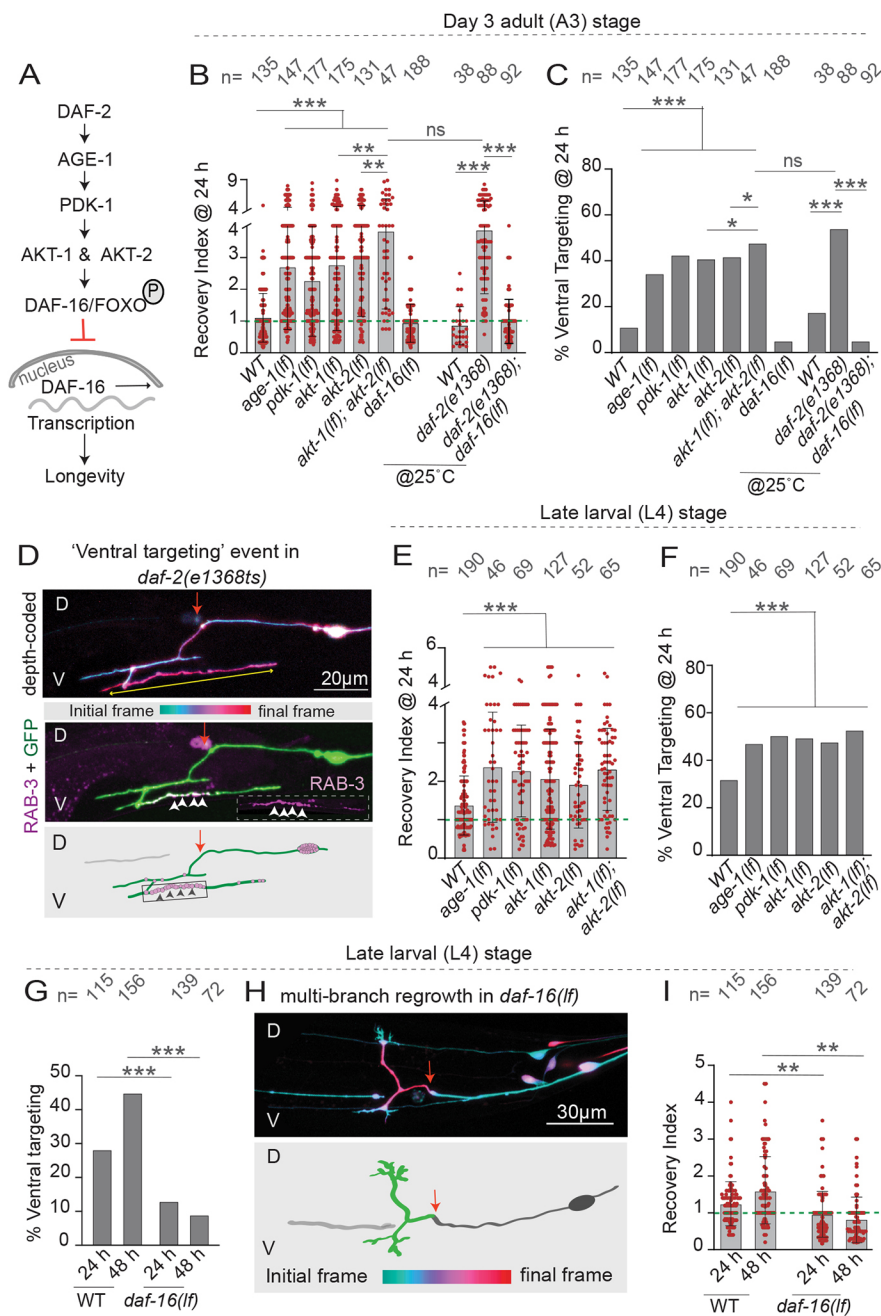 Day 3 adult (A3) stage
A
DAF-2
AGE-1
PDK-1
AKT-1 & AKT-2
DAF-16/FOXO
P
nucleus
DAF-16
Transcription
Longevity
B
n= 135 147 177 175 131 47 188 38 88 92
***
ns
**
**
***
***
Recovery Index @ 24 h
9
4
4
3
2
1
0
WT
age-1(lf)
pdk-1(lf)
akt-1(lf)
akt-2(lf)
akt-1(lf); akt-2(lf)
daf-16(lf)
WT
daf-2(e1368)
daf-2(e1368);
daf-16(lf)
@25˚C
C
n= 135 147 177 175 131 47 188 38 88 92
***
ns
*
*
***
***
% Ventral Targeting @ 24 h
80
60
40
20
0
WT
age-1(lf)
pdk-1(lf)
akt-1(lf)
akt-2(lf)
akt-1(lf); akt-2(lf)
daf-16(lf)
WT
daf-2(e1368)
daf-2(e1368);
daf-16(lf)
@25˚C
D
‘Ventral targeting’ event in
daf-2(e1368ts)
depth-coded
D
V
20µm
Initial frame final frame
RAB-3 + GFP
D
V
RAB-3
D
V
Late larval (L4) stage
E
n= 190 46 69 127 52 65
***
Recovery Index @ 24 h
6
4
4
3
2
1
0
WT
age-1(lf)
pdk-1(lf)
akt-1(lf)
akt-2(lf)
akt-1(lf);
akt-2(lf)
F
n= 190 46 69 127 52 65
***
% Ventral Targeting @ 24 h
80
60
40
20
0
WT
age-1(lf)
pdk-1(lf)
akt-1(lf)
akt-2(lf)
akt-1(lf);
akt-2(lf)
Late larval (L4) stage
G
n= 115 156 139 72
***
***
% Ventral targeting
50
40
30
20
10
0
24 h 48 h 24 h 48 h
WT daf-16(lf)
H
multi-branch regrowth in daf-16(lf)
D
V
30µm
D
V
Initial frame final frame
I
n= 115 156 139 72
**
**
Recovery Index
5
4
3
2
1
0
24 h 48 h 24 h 48 h
WT daf-16(lf)